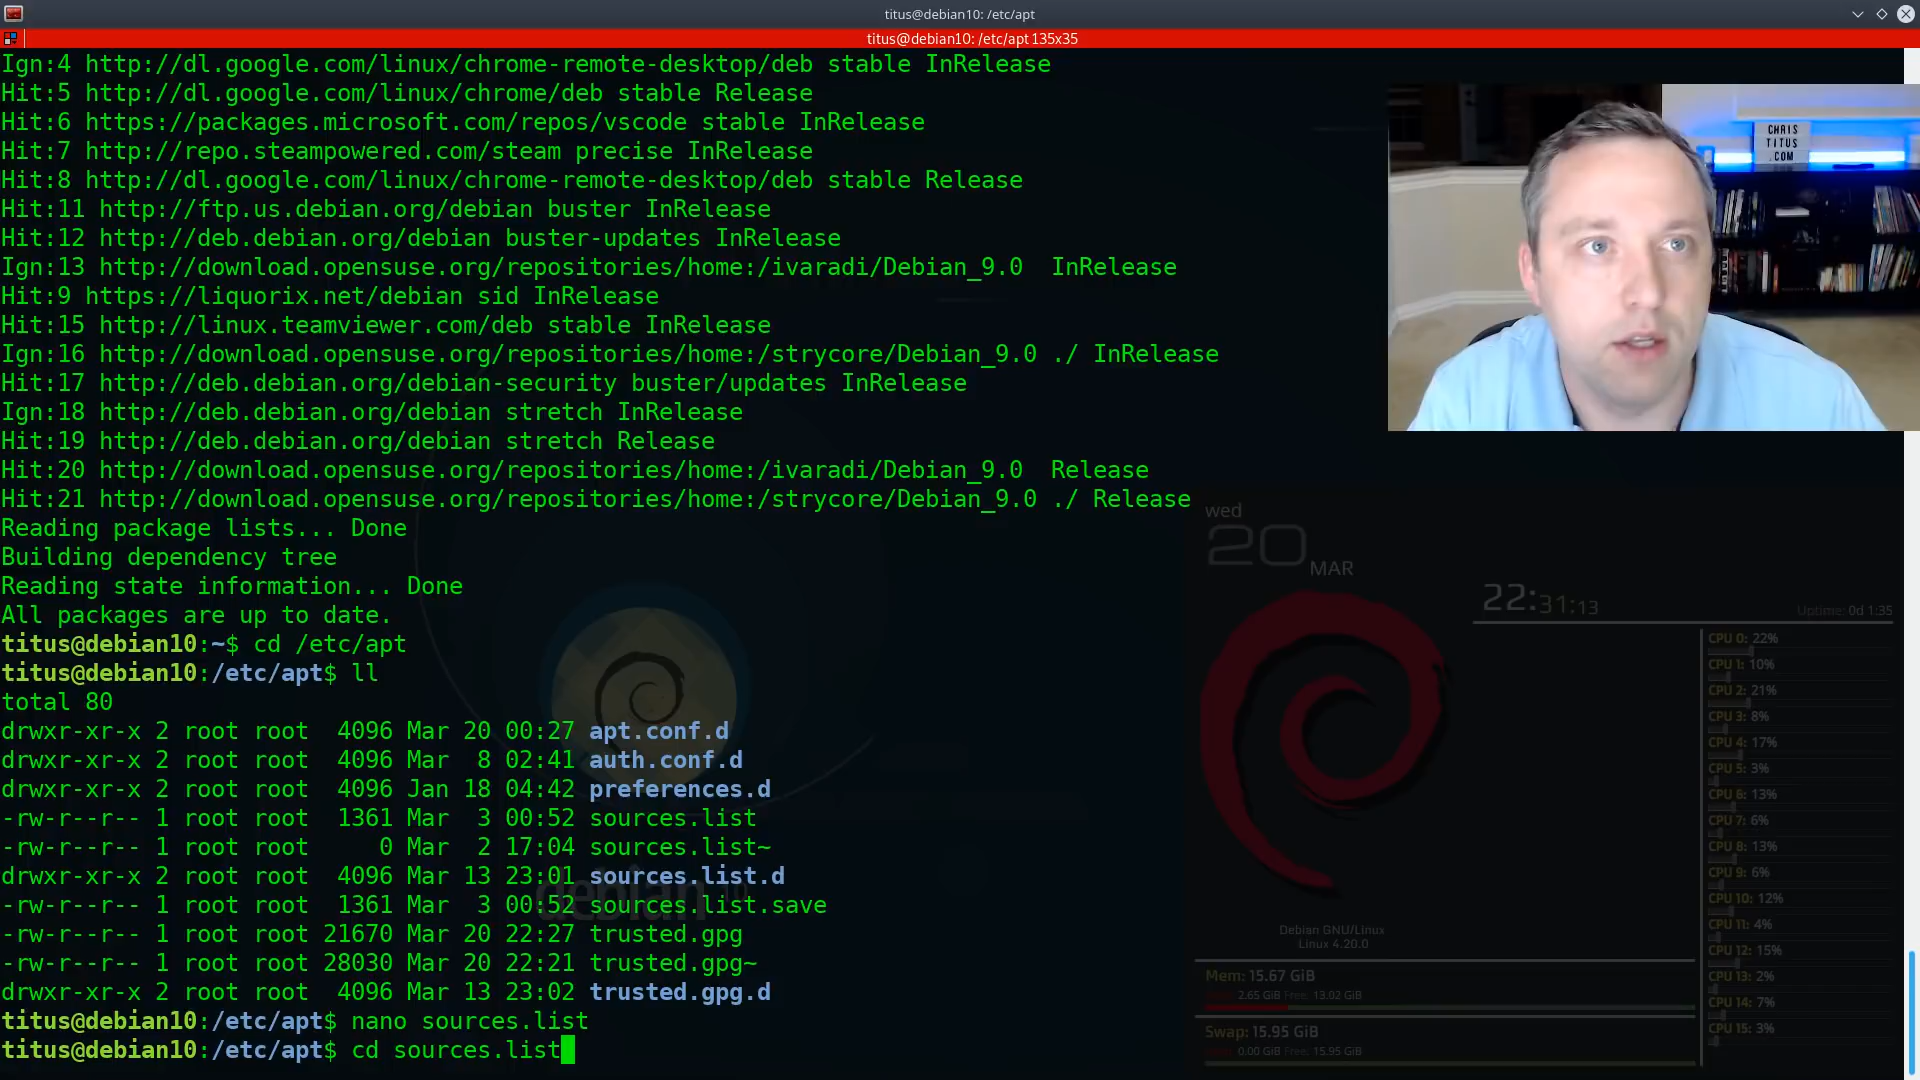 titus@debian10: /etc/apt
titus@debian10: /etc/apt 135x35
Ign:4 http://dl.google.com/linux/chrome-remote-desktop/deb stable InRelease
Hit:5 http://dl.google.com/linux/chrome/deb stable Release
Hit:6 https://packages.microsoft.com/repos/vscode stable InRelease
Hit:7 http://repo.steampowered.com/steam precise InRelease
Hit:8 http://dl.google.com/linux/chrome-remote-desktop/deb stable Release
Hit:11 http://ftp.us.debian.org/debian buster InRelease
Hit:12 http://deb.debian.org/debian buster-updates InRelease
Ign:13 http://download.opensuse.org/repositories/home:/ivaradi/Debian_9.0  InRelease
Hit:9 https://liquorix.net/debian sid InRelease
Hit:15 http://linux.teamviewer.com/deb stable InRelease
Ign:16 http://download.opensuse.org/repositories/home:/strycore/Debian_9.0 ./ InRelease
Hit:17 http://deb.debian.org/debian-security buster/updates InRelease
Ign:18 http://deb.debian.org/debian stretch InRelease
Hit:19 http://deb.debian.org/debian stretch Release
Hit:20 http://download.opensuse.org/repositories/home:/ivaradi/Debian_9.0  Release
Hit:21 http://download.opensuse.org/repositories/home:/strycore/Debian_9.0 ./ Release
Reading package lists... Done
Building dependency tree
Reading state information... Done
All packages are up to date.
titus@debian10:~$ cd /etc/apt
titus@debian10:/etc/apt$ ll
total 80
drwxr-xr-x 2 root root  4096 Mar 20 00:27 apt.conf.d
drwxr-xr-x 2 root root  4096 Mar  8 02:41 auth.conf.d
drwxr-xr-x 2 root root  4096 Jan 18 04:42 preferences.d
-rw-r--r-- 1 root root  1361 Mar  3 00:52 sources.list
-rw-r--r-- 1 root root     0 Mar  2 17:04 sources.list~
drwxr-xr-x 2 root root  4096 Mar 13 23:01 sources.list.d
-rw-r--r-- 1 root root  1361 Mar  3 00:52 sources.list.save
-rw-r--r-- 1 root root 21670 Mar 20 22:27 trusted.gpg
-rw-r--r-- 1 root root 28030 Mar 20 22:21 trusted.gpg~
drwxr-xr-x 2 root root  4096 Mar 13 23:02 trusted.gpg.d
titus@debian10:/etc/apt$ nano sources.list
titus@debian10:/etc/apt$ cd sources.list
CHRIS
TITUS
.COM
wed
20 MAR
22:31:13
Uptime: 0d 1:35
CPU 0: 22%
CPU 1: 10%
CPU 2: 21%
CPU 3: 8%
CPU 4: 17%
CPU 5: 3%
CPU 6: 13%
CPU 7: 6%
CPU 8: 13%
CPU 9: 6%
CPU 10: 12%
CPU 11: 4%
CPU 12: 15%
CPU 13: 2%
CPU 14: 7%
CPU 15: 3%
debian 10
Debian GNU/Linux
Linux 4.20.0
Mem: 15.67 GiB
2.65 GiB Free: 13.02 GiB
Swap: 15.95 GiB
0.00 GiB Free: 15.95 GiB